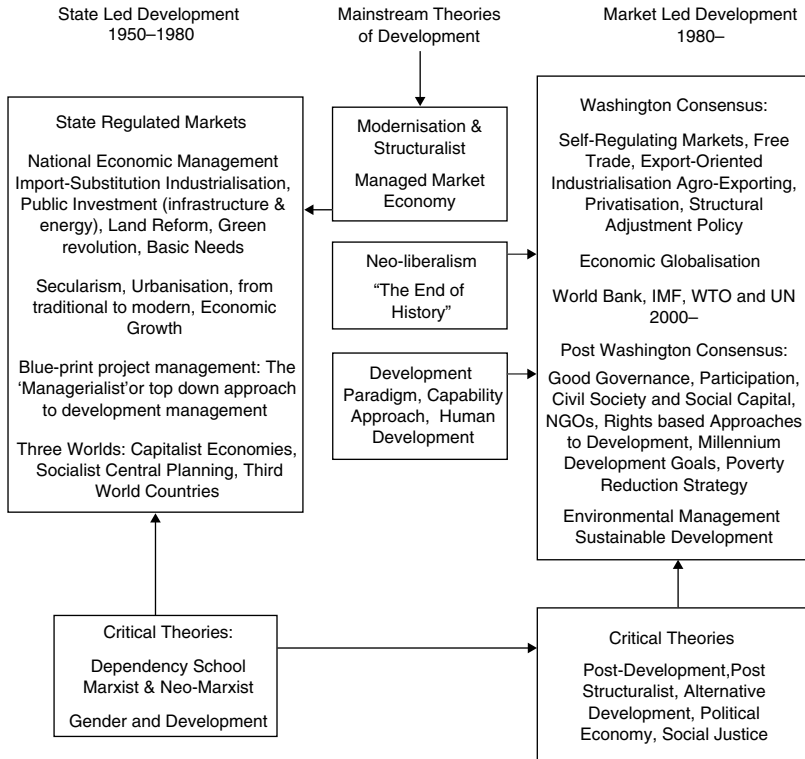 State Led Development
1950–1980
Mainstream Theories
of Development
Market Led Development
1980–
State Regulated Markets
National Economic Management
Import-Substitution Industrialisation,
Public Investment (infrastructure &
energy), Land Reform, Green
revolution, Basic Needs
Secularism, Urbanisation, from
traditional to modern, Economic
Growth
Blue-print project management: The
‘Managerialist’or top down approach
to development management
Three Worlds: Capitalist Economies,
Socialist Central Planning, Third
World Countries
Modernisation &
Structuralist
Managed Market
Economy
Neo-liberalism
“The End of
History”
Development
Paradigm, Capability
Approach, Human
Development
Washington Consensus:
Self-Regulating Markets, Free
Trade, Export-Oriented
Industrialisation Agro-Exporting,
Privatisation, Structural
Adjustment Policy
Economic Globalisation
World Bank, IMF, WTO and UN
2000–
Post Washington Consensus:
Good Governance, Participation,
Civil Society and Social Capital,
NGOs, Rights based Approaches
to Development, Millennium
Development Goals, Poverty
Reduction Strategy
Environmental Management
Sustainable Development
Critical Theories:
Dependency School
Marxist & Neo-Marxist
Gender and Development
Critical Theories
Post-Development,Post
Structuralist, Alternative
Development, Political
Economy, Social Justice